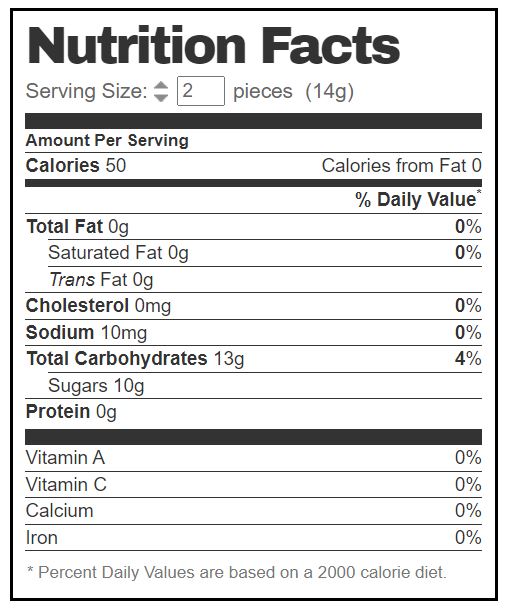 Nutrition Facts
Serving Size: 2 pieces (14g)
Amount Per Serving
Calories 50 Calories from Fat 0
% Daily Value*
Total Fat 0g 0%
Saturated Fat 0g 0%
Trans Fat 0g
Cholesterol 0mg 0%
Sodium 10mg 0%
Total Carbohydrates 13g 4%
Sugars 10g
Protein 0g
Vitamin A 0%
Vitamin C 0%
Calcium 0%
Iron 0%
* Percent Daily Values are based on a 2000 calorie diet.